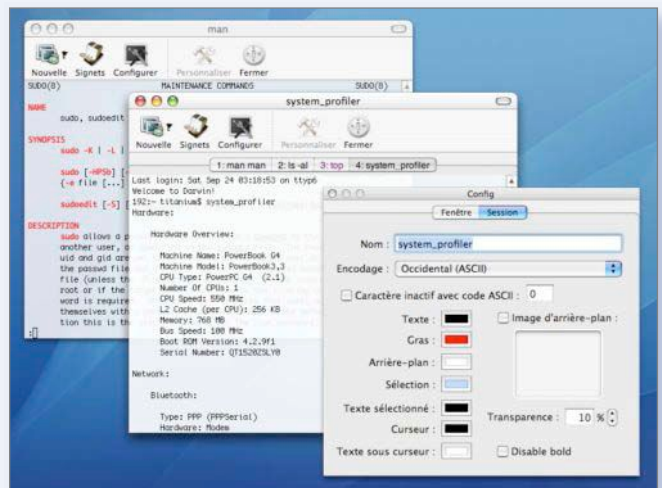 man
Nouvelle Signets Configurer Personnaliser Fermer
SUDO(8) MAINTENANCE COMMANDS SUDO(8)
NAME
sudo, sudoedit
SYNOPSIS
sudo -K | -L |
sudo [-HPSb] [-
{-e file [...]
sudoedit [-S] [
DESCRIPTION
sudo allows a p
another user, a
uid and gid are
the passwd file
file (unless th
root or if the
word is require
themselves with
tion this is th
:
system_profiler
Nouvelle Signets Configurer Personnaliser Fermer
1: man man 2: ls -al 3: top 4: system_profiler
Last login: Sat Sep 24 03:18:53 on ttyp6
Welcome to Darwin!
192:~ titanium$ system_profiler
Hardware:
Hardware Overview:
Machine Name: PowerBook G4
Machine Model: PowerBook3,3
CPU Type: PowerPC G4 (2.1)
Number Of CPUs: 1
CPU Speed: 550 MHz
L2 Cache (per CPU): 256 KB
Memory: 768 MB
Bus Speed: 100 MHz
Boot ROM Version: 4.2.9f1
Serial Number: QT1520ZSLY0
Network:
Bluetooth:
Type: PPP (PPPSerial)
Hardware: Modem
Config
Fenêtre Session
Nom : system_profiler
Encodage : Occidental (ASCII)
Caractère inactif avec code ASCII : 0
Texte :
Image d'arrière-plan :
Gras :
Arrière-plan :
Sélection :
Texte sélectionné :
Transparence : 10 %
Curseur :
Texte sous curseur :
Disable bold